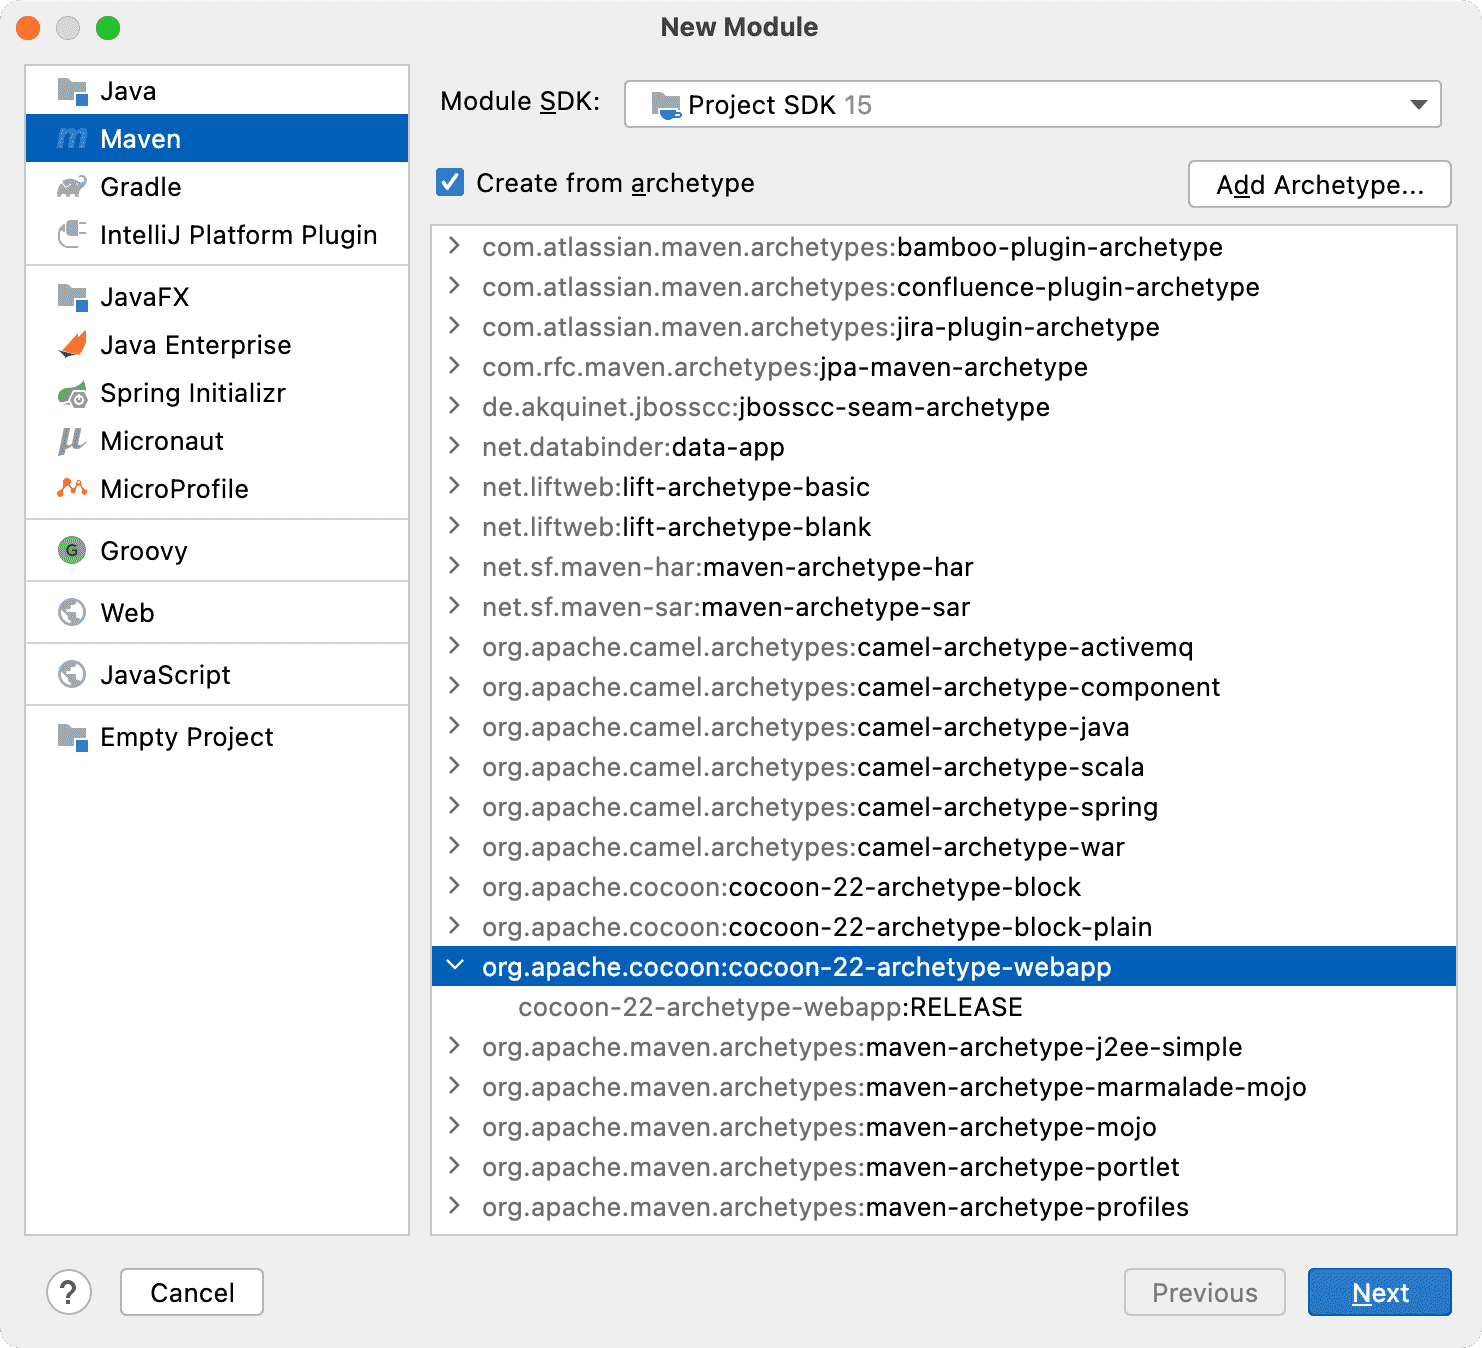 New Module
Java
Maven
Gradle
IntelliJ Platform Plugin
JavaFX
Java Enterprise
Spring Initializr
Micronaut
MicroProfile
Groovy
Web
JavaScript
Empty Project
Module SDK: Project SDK 15
Create from archetype
Add Archetype...
com.atlassian.maven.archetypes:bamboo-plugin-archetype
com.atlassian.maven.archetypes:confluence-plugin-archetype
com.atlassian.maven.archetypes:jira-plugin-archetype
com.rfc.maven.archetypes:jpa-maven-archetype
de.akquinet.jbosscc:jbosscc-seam-archetype
net.databinder:data-app
net.liftweb:lift-archetype-basic
net.liftweb:lift-archetype-blank
net.sf.maven-har:maven-archetype-har
net.sf.maven-sar:maven-archetype-sar
org.apache.camel.archetypes:camel-archetype-activemq
org.apache.camel.archetypes:camel-archetype-component
org.apache.camel.archetypes:camel-archetype-java
org.apache.camel.archetypes:camel-archetype-scala
org.apache.camel.archetypes:camel-archetype-spring
org.apache.camel.archetypes:camel-archetype-war
org.apache.cocoon:cocoon-22-archetype-block
org.apache.cocoon:cocoon-22-archetype-block-plain
org.apache.cocoon:cocoon-22-archetype-webapp
cocoon-22-archetype-webapp:RELEASE
org.apache.maven.archetypes:maven-archetype-j2ee-simple
org.apache.maven.archetypes:maven-archetype-marmalade-mojo
org.apache.maven.archetypes:maven-archetype-mojo
org.apache.maven.archetypes:maven-archetype-portlet
org.apache.maven.archetypes:maven-archetype-profiles
? Cancel Previous Next